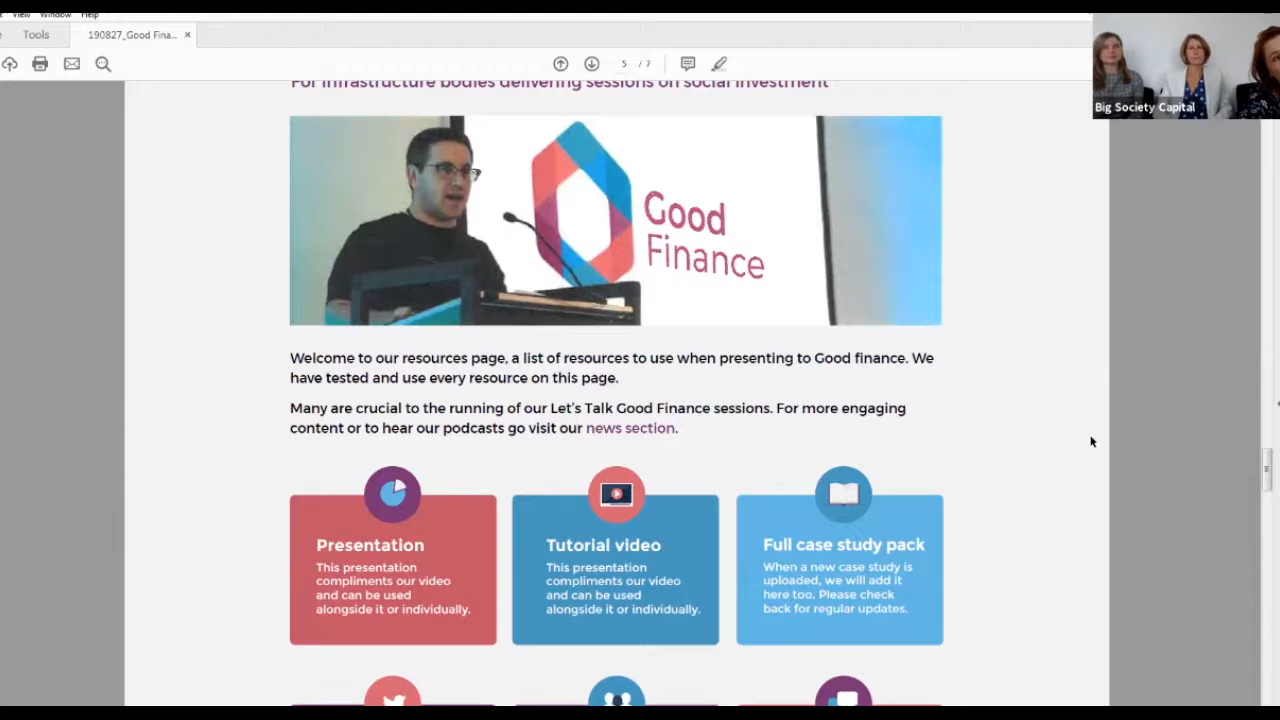 View Window Help
Tools
190827_Good Fina... ×
5 / 7
Big Society Capital
For infrastructure bodies delivering sessions on social investment
Good
Finance
Welcome to our resources page, a list of resources to use when presenting to Good finance. We
have tested and use every resource on this page.
Many are crucial to the running of our Let's Talk Good Finance sessions. For more engaging
content or to hear our podcasts go visit our news section.
Presentation
This presentation
compliments our video
and can be used
alongside it or individually.
Tutorial video
This presentation
compliments our video
and can be used
alongside it or individually.
Full case study pack
When a new case study is
uploaded, we will add it
here too. Please check
back for regular updates.